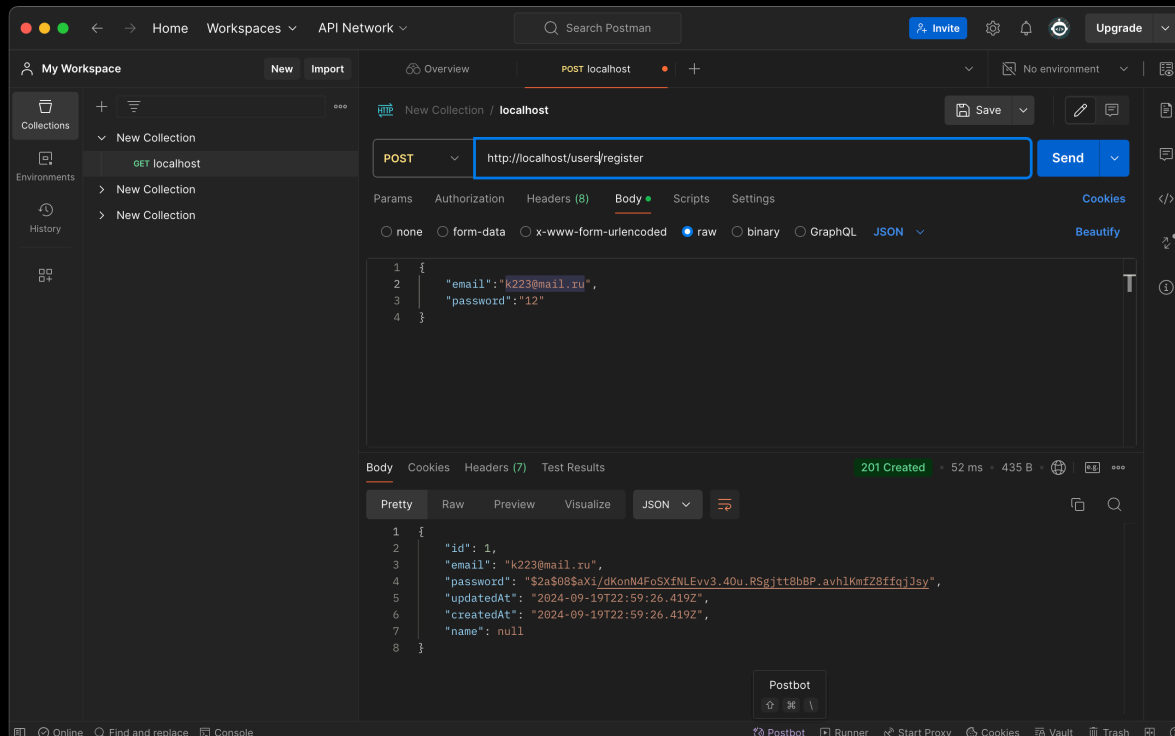 Home Workspaces API Network Search Postman Invite Upgrade
My Workspace New Import Overview POST localhost No environment
Collections
Environments
History
New Collection
GET localhost
New Collection
New Collection
HTTP New Collection / localhost Save
POST http://localhost/users/register Send
Params Authorization Headers (8) Body Scripts Settings Cookies
none form-data x-www-form-urlencoded raw binary GraphQL JSON Beautify
1 {
2 "email":"k223@mail.ru",
3 "password":"12"
4 }
Body Cookies Headers (7) Test Results 201 Created 52 ms 435 B e.g.
Pretty Raw Preview Visualize JSON
1 {
2 "id": 1,
3 "email": "k223@mail.ru",
4 "password": "$2a$08$aXi/dKonN4FoSXfNLEvv3.4Ou.RSgjtt8bBP.avhlKmfZ8ffqjJsy",
5 "updatedAt": "2024-09-19T22:59:26.419Z",
6 "createdAt": "2024-09-19T22:59:26.419Z",
7 "name": null
8 }
Postbot
⇧ ⌘ \
Online Find and replace Console Postbot Runner Start Proxy Cookies Vault Trash